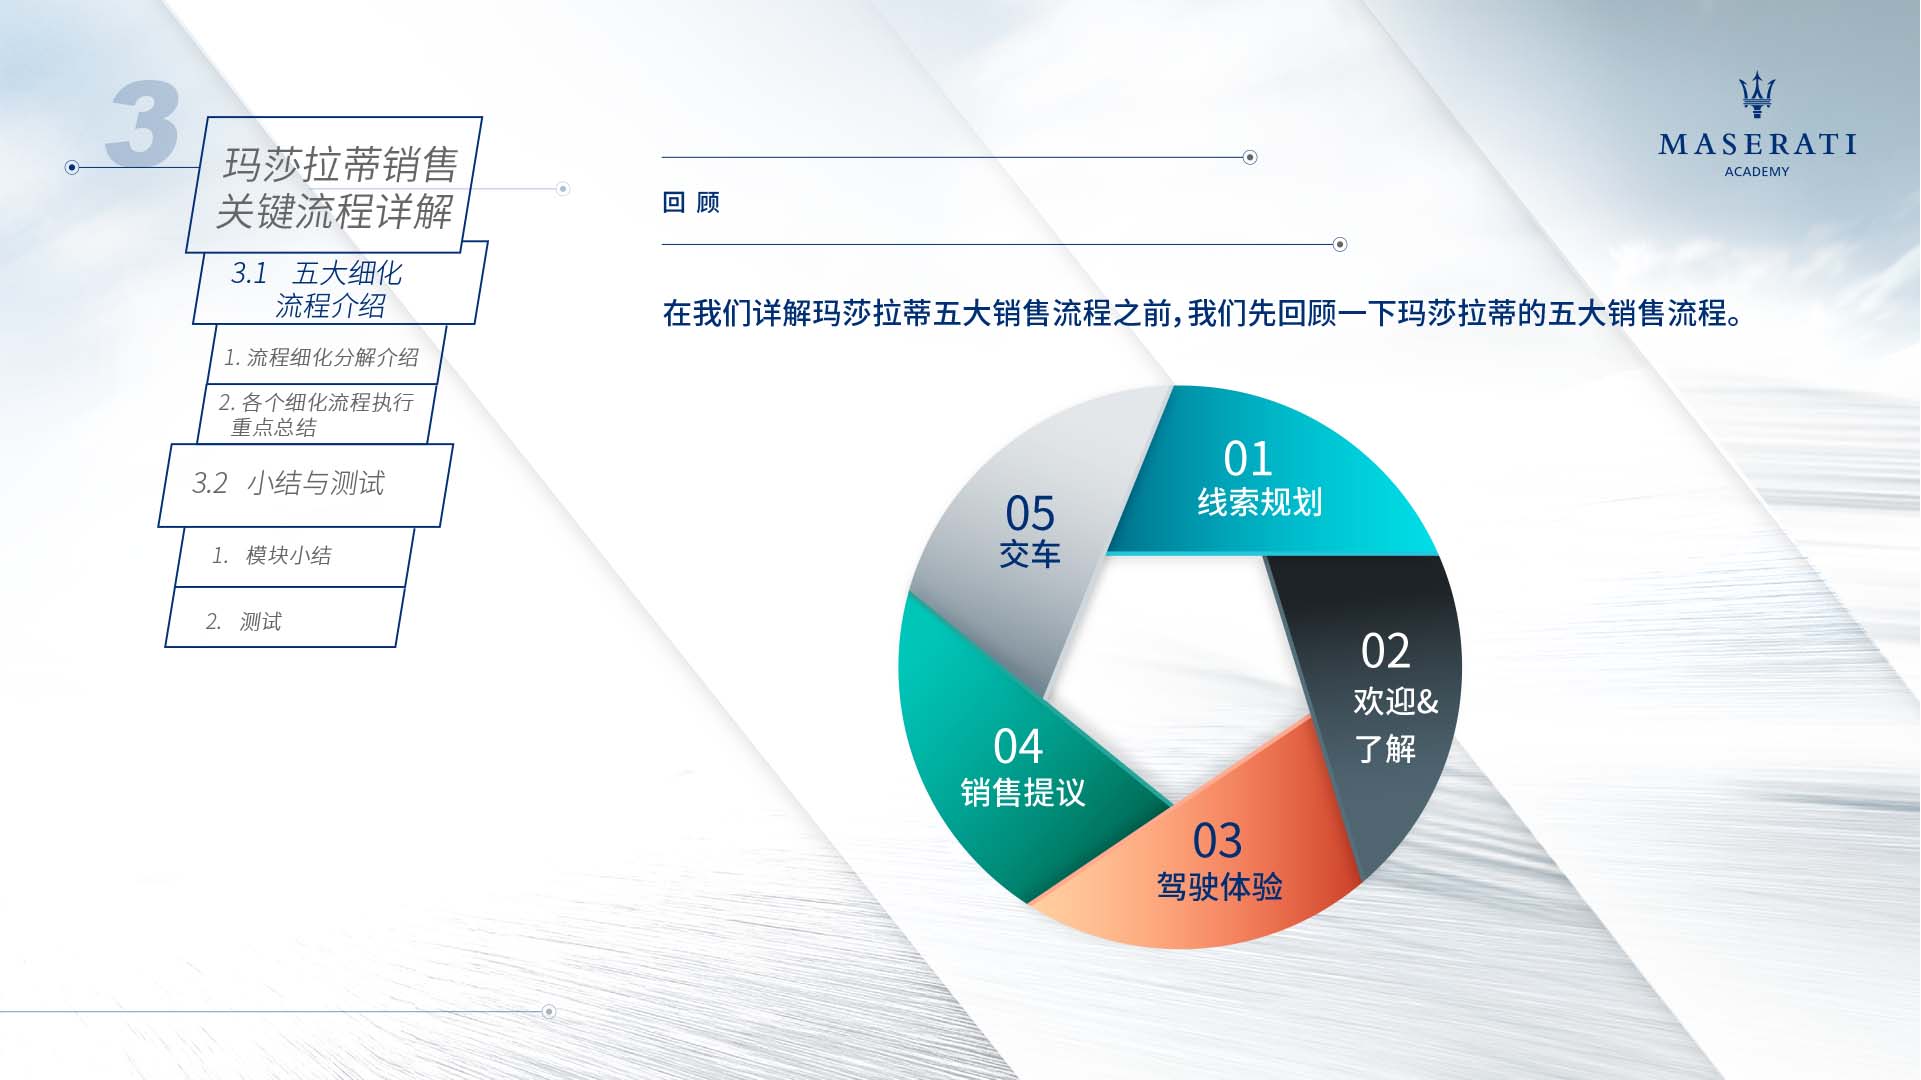 3
玛莎拉蒂销售
关键流程详解
3.1 五大细化
流程介绍
1. 流程细化分解介绍
2. 各个细化流程执行
重点总结
3.2 小结与测试
1. 模块小结
2. 测试
MASERATI
ACADEMY
回顾
在我们详解玛莎拉蒂五大销售流程之前，我们先回顾一下玛莎拉蒂的五大销售流程。
01
线索规划
02
欢迎&
了解
03
驾驶体验
04
销售提议
05
交车